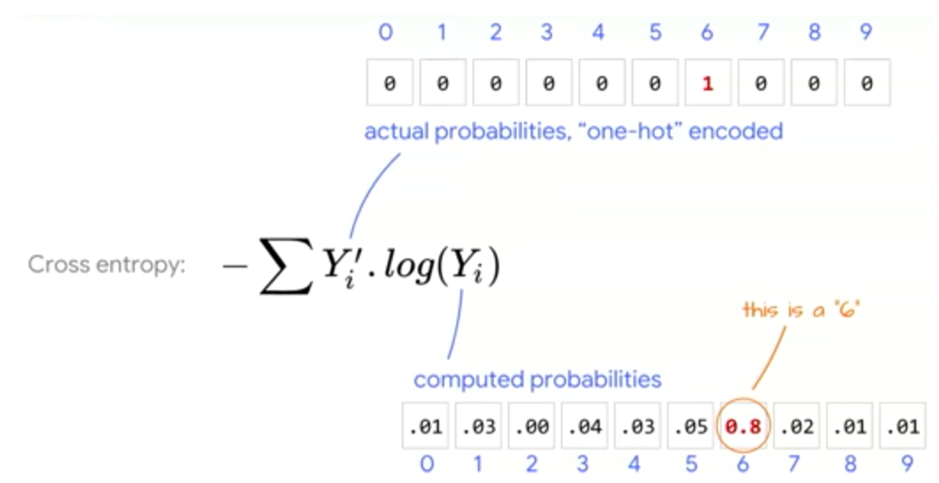 0 1 2 3 4 5 6 7 8 9
0 0 0 0 0 0 1 0 0 0
actual probabilities, “one-hot” encoded
Cross entropy: − ∑ Y′ᵢ . log(Yᵢ)
this is a "6"
computed probabilities
.01 .03 .00 .04 .03 .05 0.8 .02 .01 .01
0 1 2 3 4 5 6 7 8 9